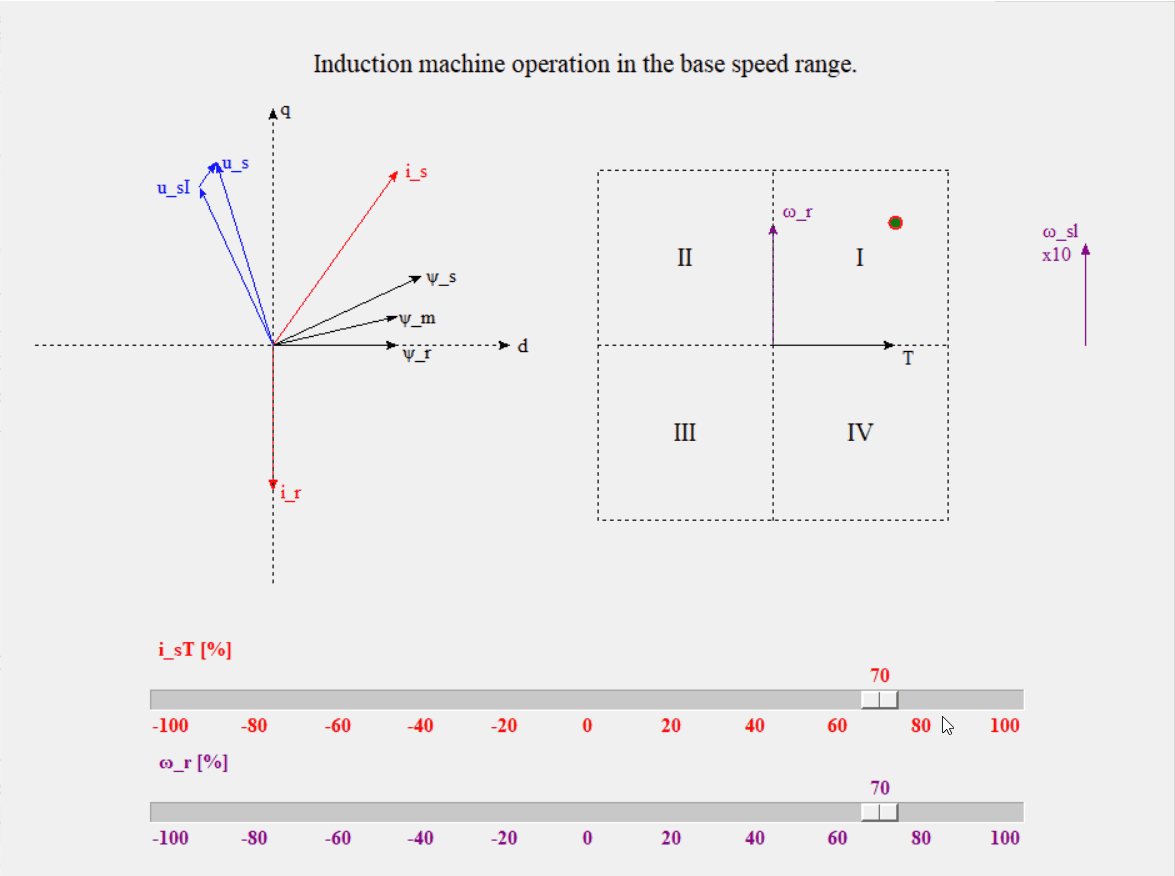 Induction machine operation in the base speed range.
q
u_s
u_sI
i_s
ψ_s
ψ_m
ψ_r
d
i_r
ω_r
II
I
T
III
IV
ω_sl
x10
i_sT [%]
70
-100 -80 -60 -40 -20 0 20 40 60 80 100
ω_r [%]
70
-100 -80 -60 -40 -20 0 20 40 60 80 100